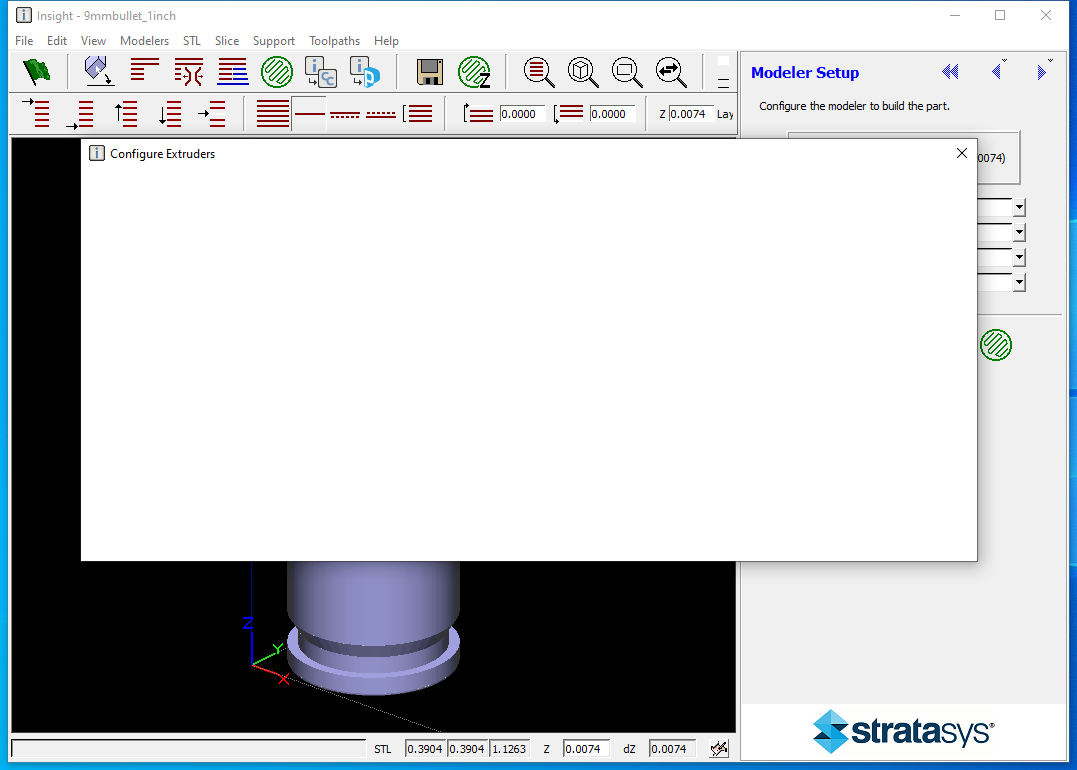 Insight - 9mmbullet_1inch
File Edit View Modelers STL Slice Support Toolpaths Help
i C C
i D
Z
0.0000
0.0000
Z 0.0074 Lay
Modeler Setup
Configure the modeler to build the part.
0074)
i Configure Extruders
Z
Y
X
STL 0.3904 0.3904 1.1263 Z 0.0074 dZ 0.0074
stratasys®